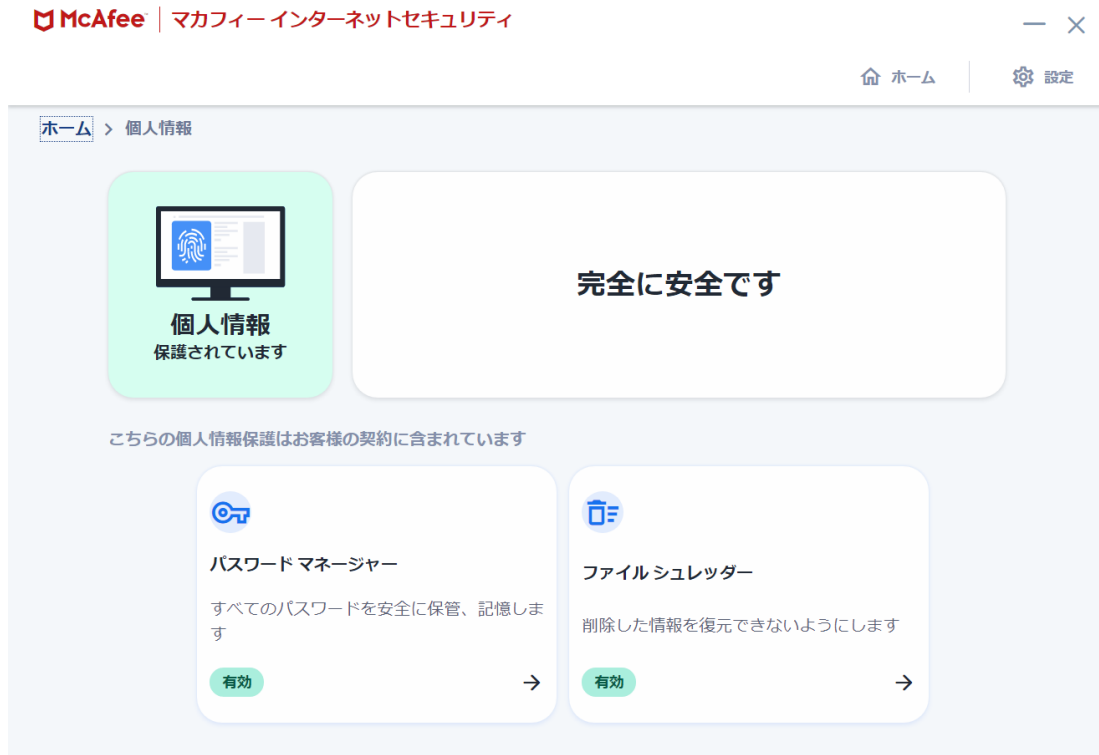 McAfee マカフィー インターネットセキュリティ
ホーム 設定
ホーム > 個人情報
個人情報
保護されています
完全に安全です
こちらの個人情報保護はお客様の契約に含まれています
パスワード マネージャー
すべてのパスワードを安全に保管、記憶しま
す
有効
ファイル シュレッダー
削除した情報を復元できないようにします
有効